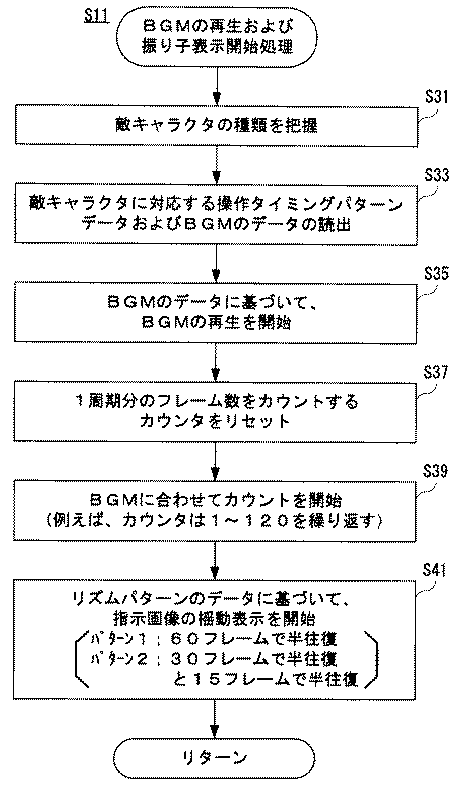 S11
BGMの再生および
振り子表示開始処理
S31
敵キャラクタの種類を把握
S33
敵キャラクタに対応する操作タイミングパターン
データおよびBGMのデータの読出
S35
BGMのデータに基づいて、
BGMの再生を開始
S37
1周期分のフレーム数をカウントする
カウンタをリセット
S39
BGMに合わせてカウントを開始
(例えば、カウンタは1~120を繰り返す)
S41
リズムパターンのデータに基づいて、
指示画像の揺動表示を開始
パターン1：60フレームで半往復
パターン2：30フレームで半往復
と15フレームで半往復
リターン